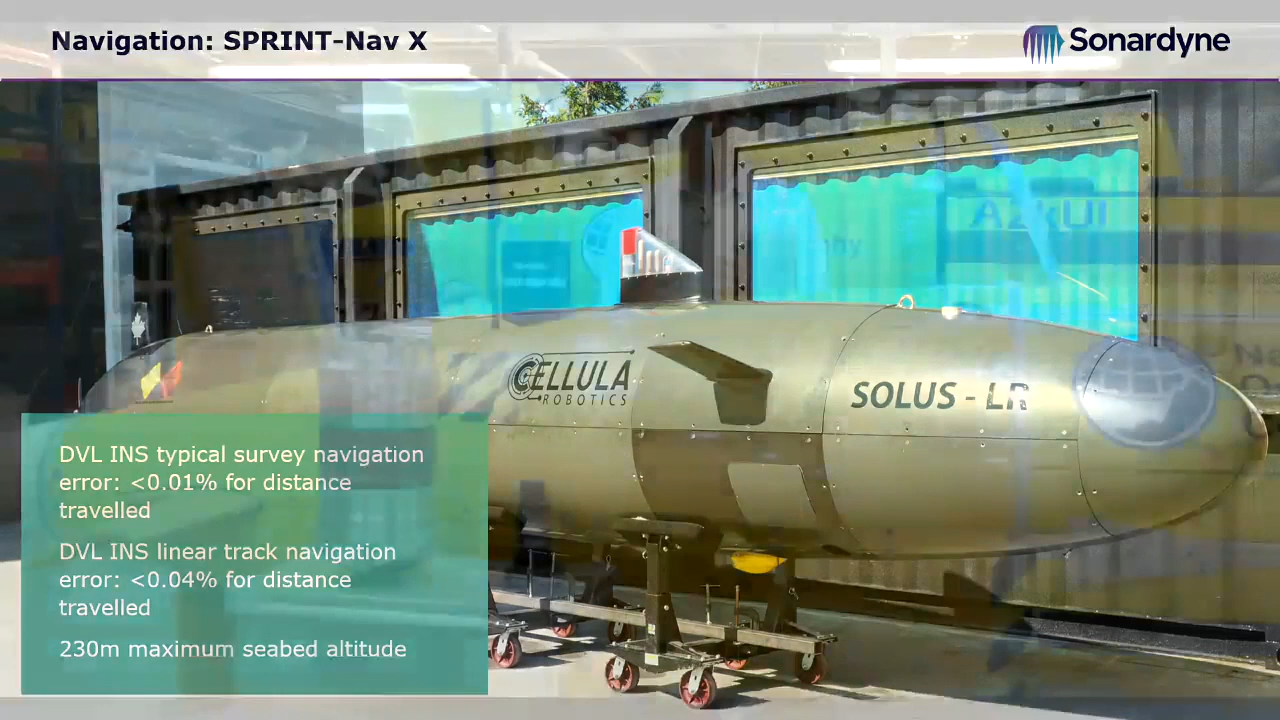 Navigation: SPRINT-Nav X
Sonardyne
CELLULA
ROBOTICS
SOLUS - LR
DVL INS typical survey navigation
error: <0.01% for distance
travelled
DVL INS linear track navigation
error: <0.04% for distance
travelled
230m maximum seabed altitude